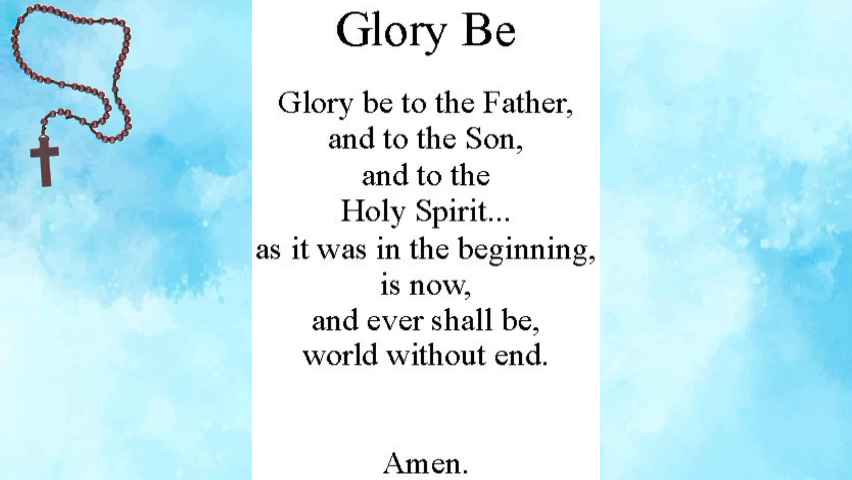 Glory Be
Glory be to the Father,
and to the Son,
and to the
Holy Spirit...
as it was in the beginning,
is now,
and ever shall be,
world without end.
Amen.